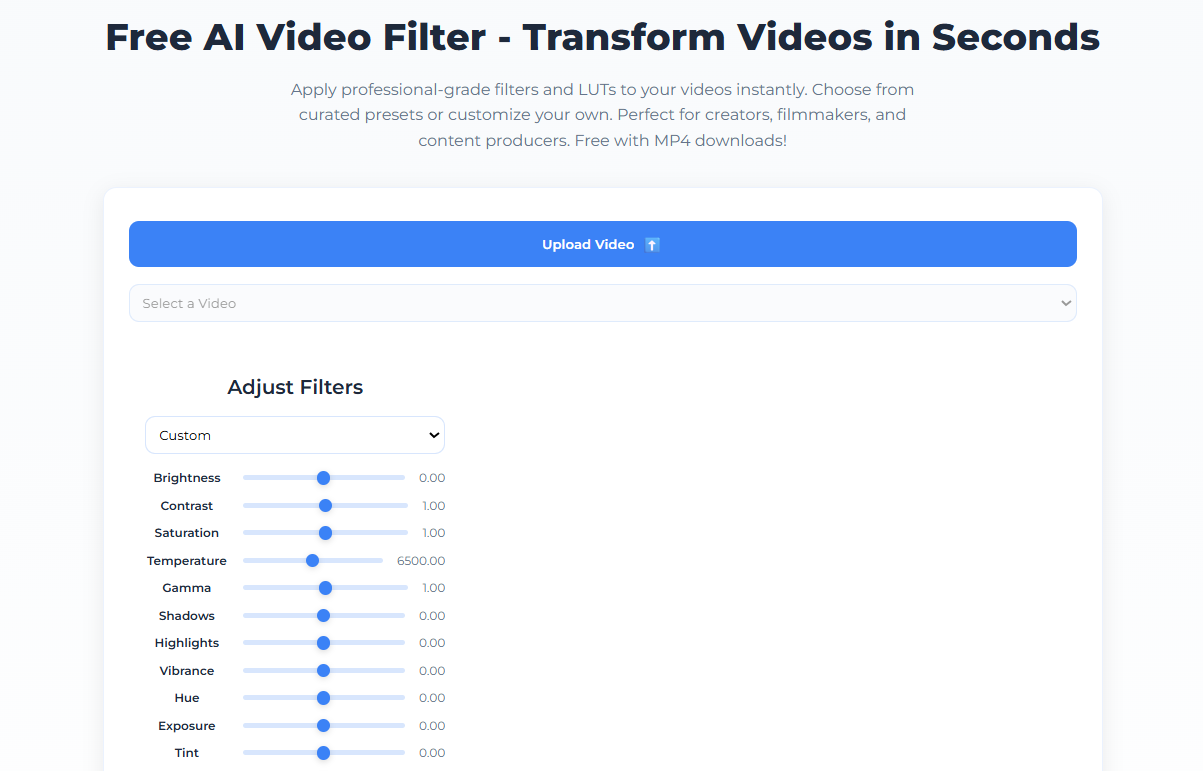 Free AI Video Filter - Transform Videos in Seconds
Apply professional-grade filters and LUTs to your videos instantly. Choose from
curated presets or customize your own. Perfect for creators, filmmakers, and
content producers. Free with MP4 downloads!
Upload Video ⬆️
Select a Video
Adjust Filters
Custom
Brightness 0.00
Contrast 1.00
Saturation 1.00
Temperature 6500.00
Gamma 1.00
Shadows 0.00
Highlights 0.00
Vibrance 0.00
Hue 0.00
Exposure 0.00
Tint 0.00